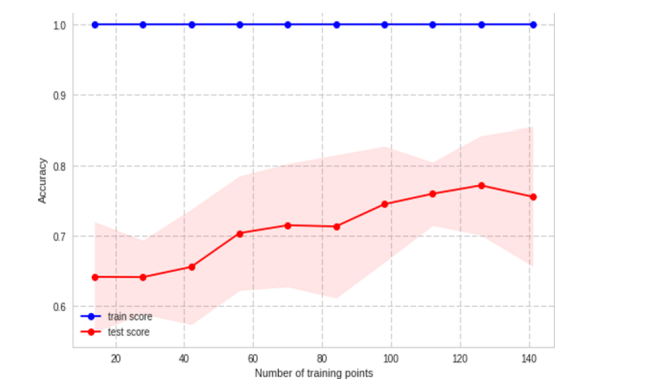 1.0
0.9
0.8
0.7
0.6
Accuracy
train score
test score
20 40 60 80 100 120 140
Number of training points